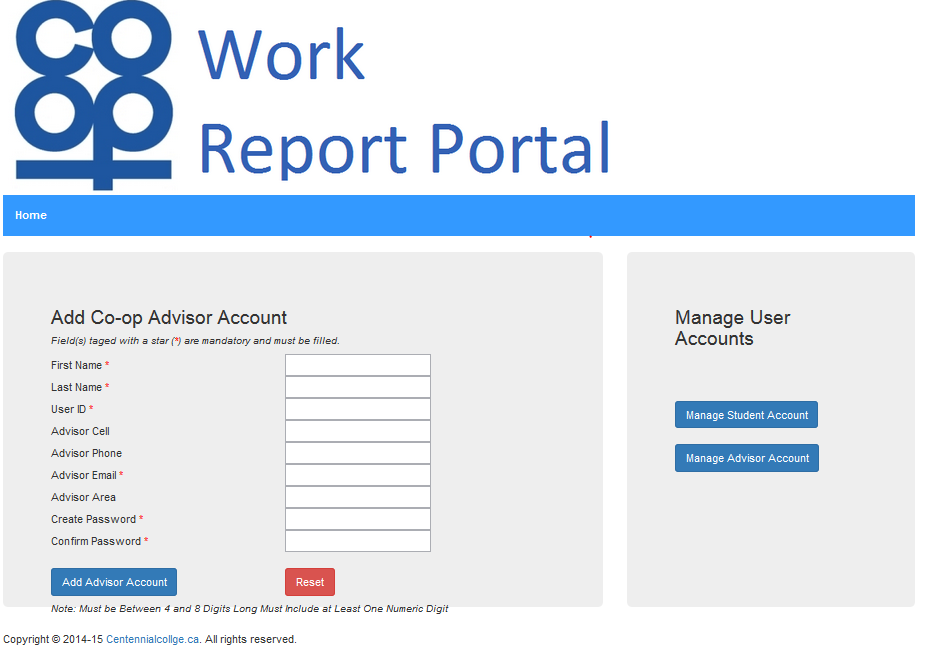 coop
Work
Report Portal
Home
Add Co-op Advisor Account
Field(s) taged with a star (*) are mandatory and must be filled.
First Name *
Last Name *
User ID *
Advisor Cell
Advisor Phone
Advisor Email *
Advisor Area
Create Password *
Confirm Password *
Add Advisor Account
Reset
Note: Must be Between 4 and 8 Digits Long Must Include at Least One Numeric Digit
Manage User
Accounts
Manage Student Account
Manage Advisor Account
Copyright © 2014-15 Centennialcollge.ca. All rights reserved.